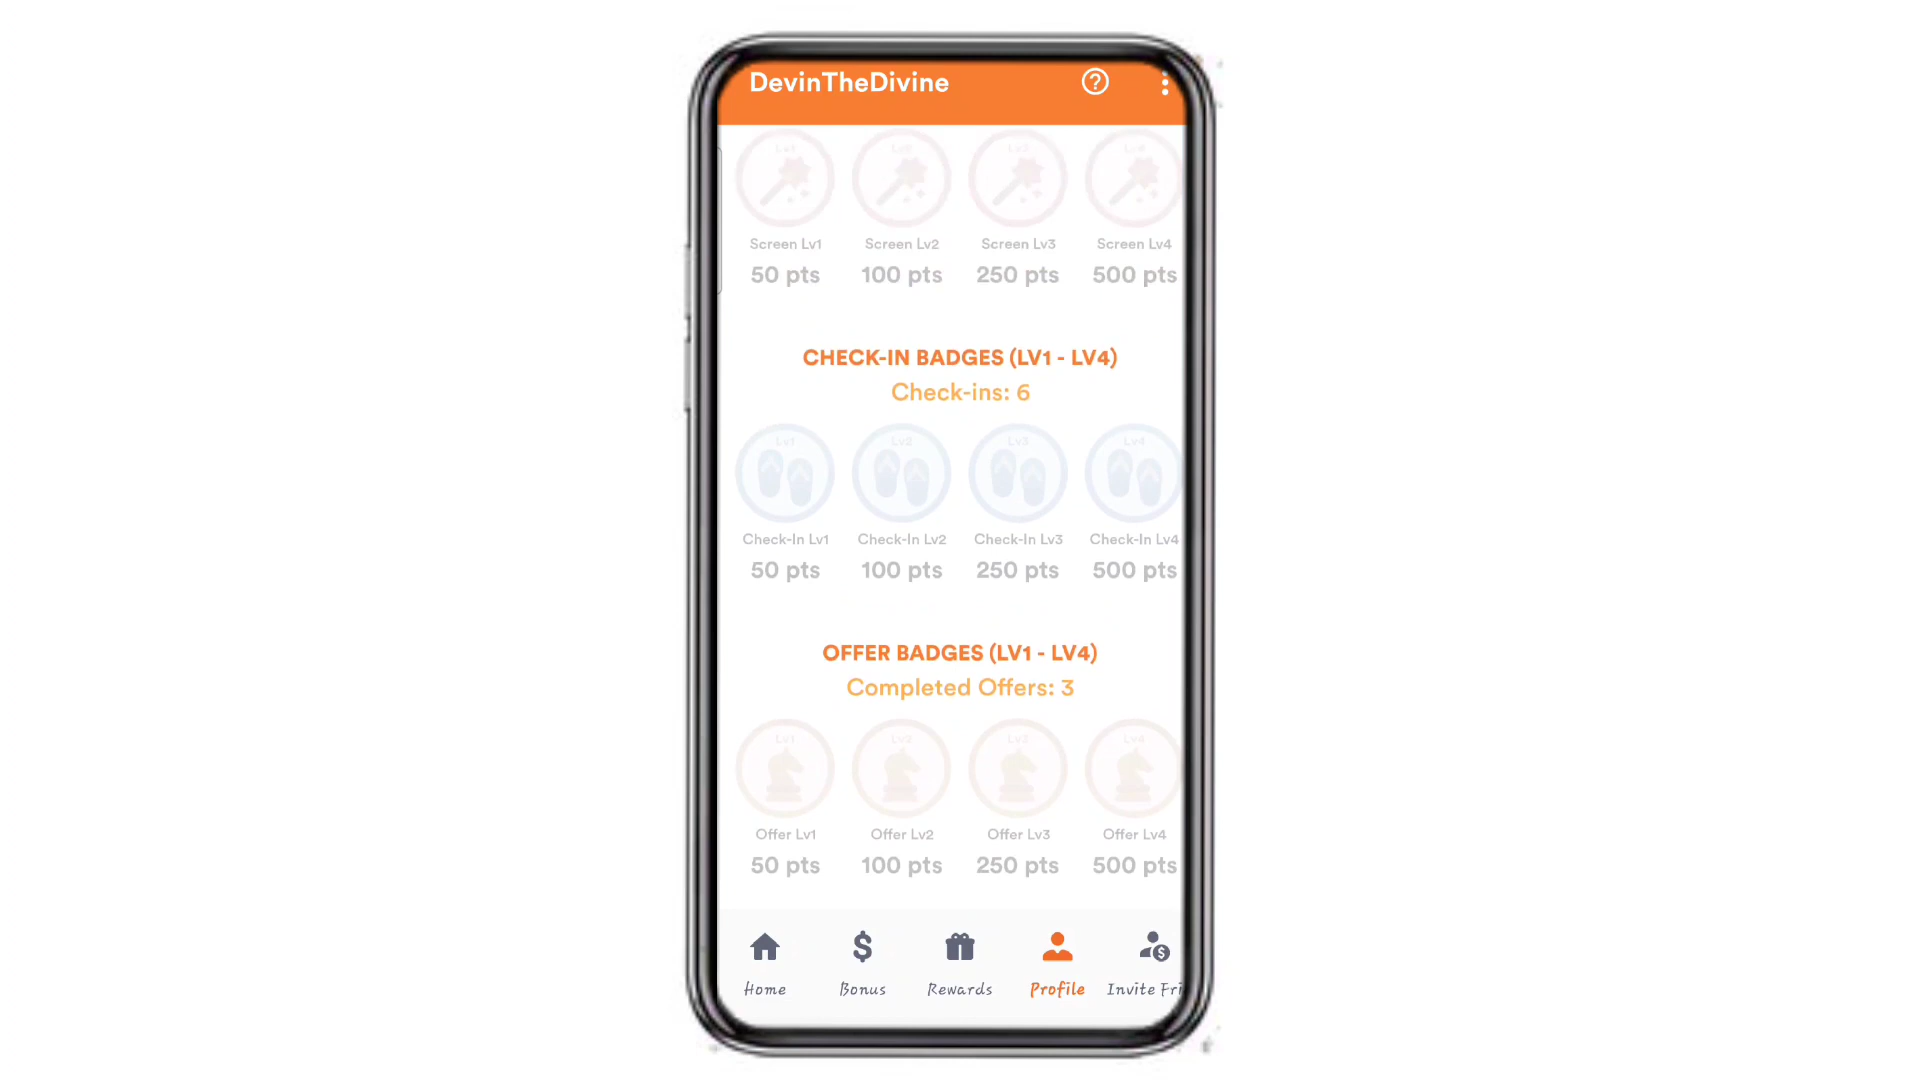 DevinTheDivine
Lv1 Lv2 Lv3 Lv4
Screen Lv1 Screen Lv2 Screen Lv3 Screen Lv4
50 pts 100 pts 250 pts 500 pts
CHECK-IN BADGES (LV1 - LV4)
Check-ins: 6
Lv1 Lv2 Lv3 Lv4
Check-In Lv1 Check-In Lv2 Check-In Lv3 Check-In Lv4
50 pts 100 pts 250 pts 500 pts
OFFER BADGES (LV1 - LV4)
Completed Offers: 3
Lv1 Lv2 Lv3 Lv4
Offer Lv1 Offer Lv2 Offer Lv3 Offer Lv4
50 pts 100 pts 250 pts 500 pts
Home Bonus Rewards Profile Invite Fri